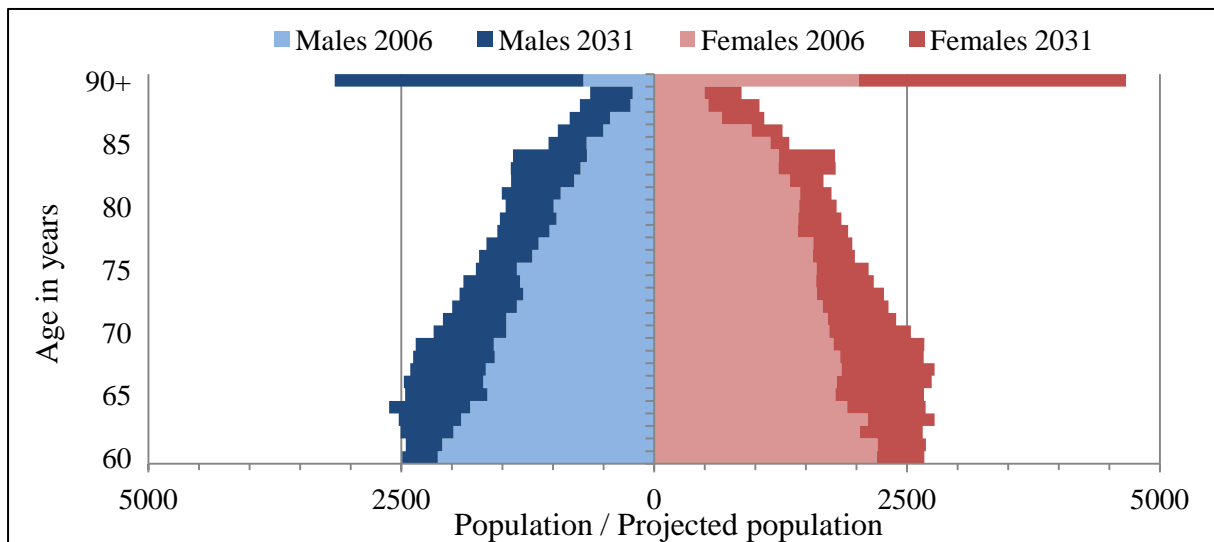 Males 2006 Males 2031 Females 2006 Females 2031
90+
85
80
75
70
65
60
Age in years
5000 2500 0 2500 5000
Population / Projected population